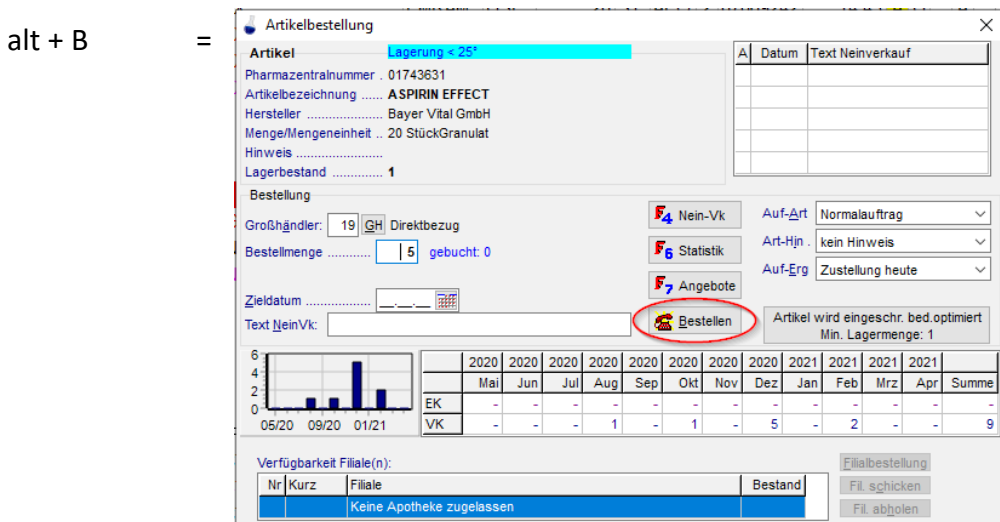 Artikelbestellung
alt + B =
Artikel Lagerung < 25°
Pharmazentralnummer . 01743631
Artikelbezeichnung ...... ASPIRIN EFFECT
Hersteller ................... Bayer Vital GmbH
Menge/Mengeneinheit .. 20 StückGranulat
Hinweis ......................
Lagerbestand ............. 1
A Datum Text Neinverkauf
Bestellung
Großhändler: 19 GH Direktbezug
Bestellmenge ............ 5 gebucht: 0
Zieldatum .................. __.__.__
Text NeinVk:
F4 Nein-Vk
F6 Statistik
F7 Angebote
Bestellen
Auf-Art Normalauftrag
Art-Hin . kein Hinweis
Auf-Erg Zustellung heute
Artikel wird eingeschr. bed.optimiert
Min. Lagermenge: 1
6
4
2
0
05/20 09/20 01/21
2020 2020 2020 2020 2020 2020 2020 2020 2021 2021 2021 2021
Mai Jun Jul Aug Sep Okt Nov Dez Jan Feb Mrz Apr Summe
EK - - - - - - - - - - - - -
VK - - - 1 - 1 - 5 - 2 - - 9
Verfügbarkeit Filiale(n):
Nr Kurz Filiale Bestand
Keine Apotheke zugelassen
Filialbestellung
Fil. schicken
Fil. abholen